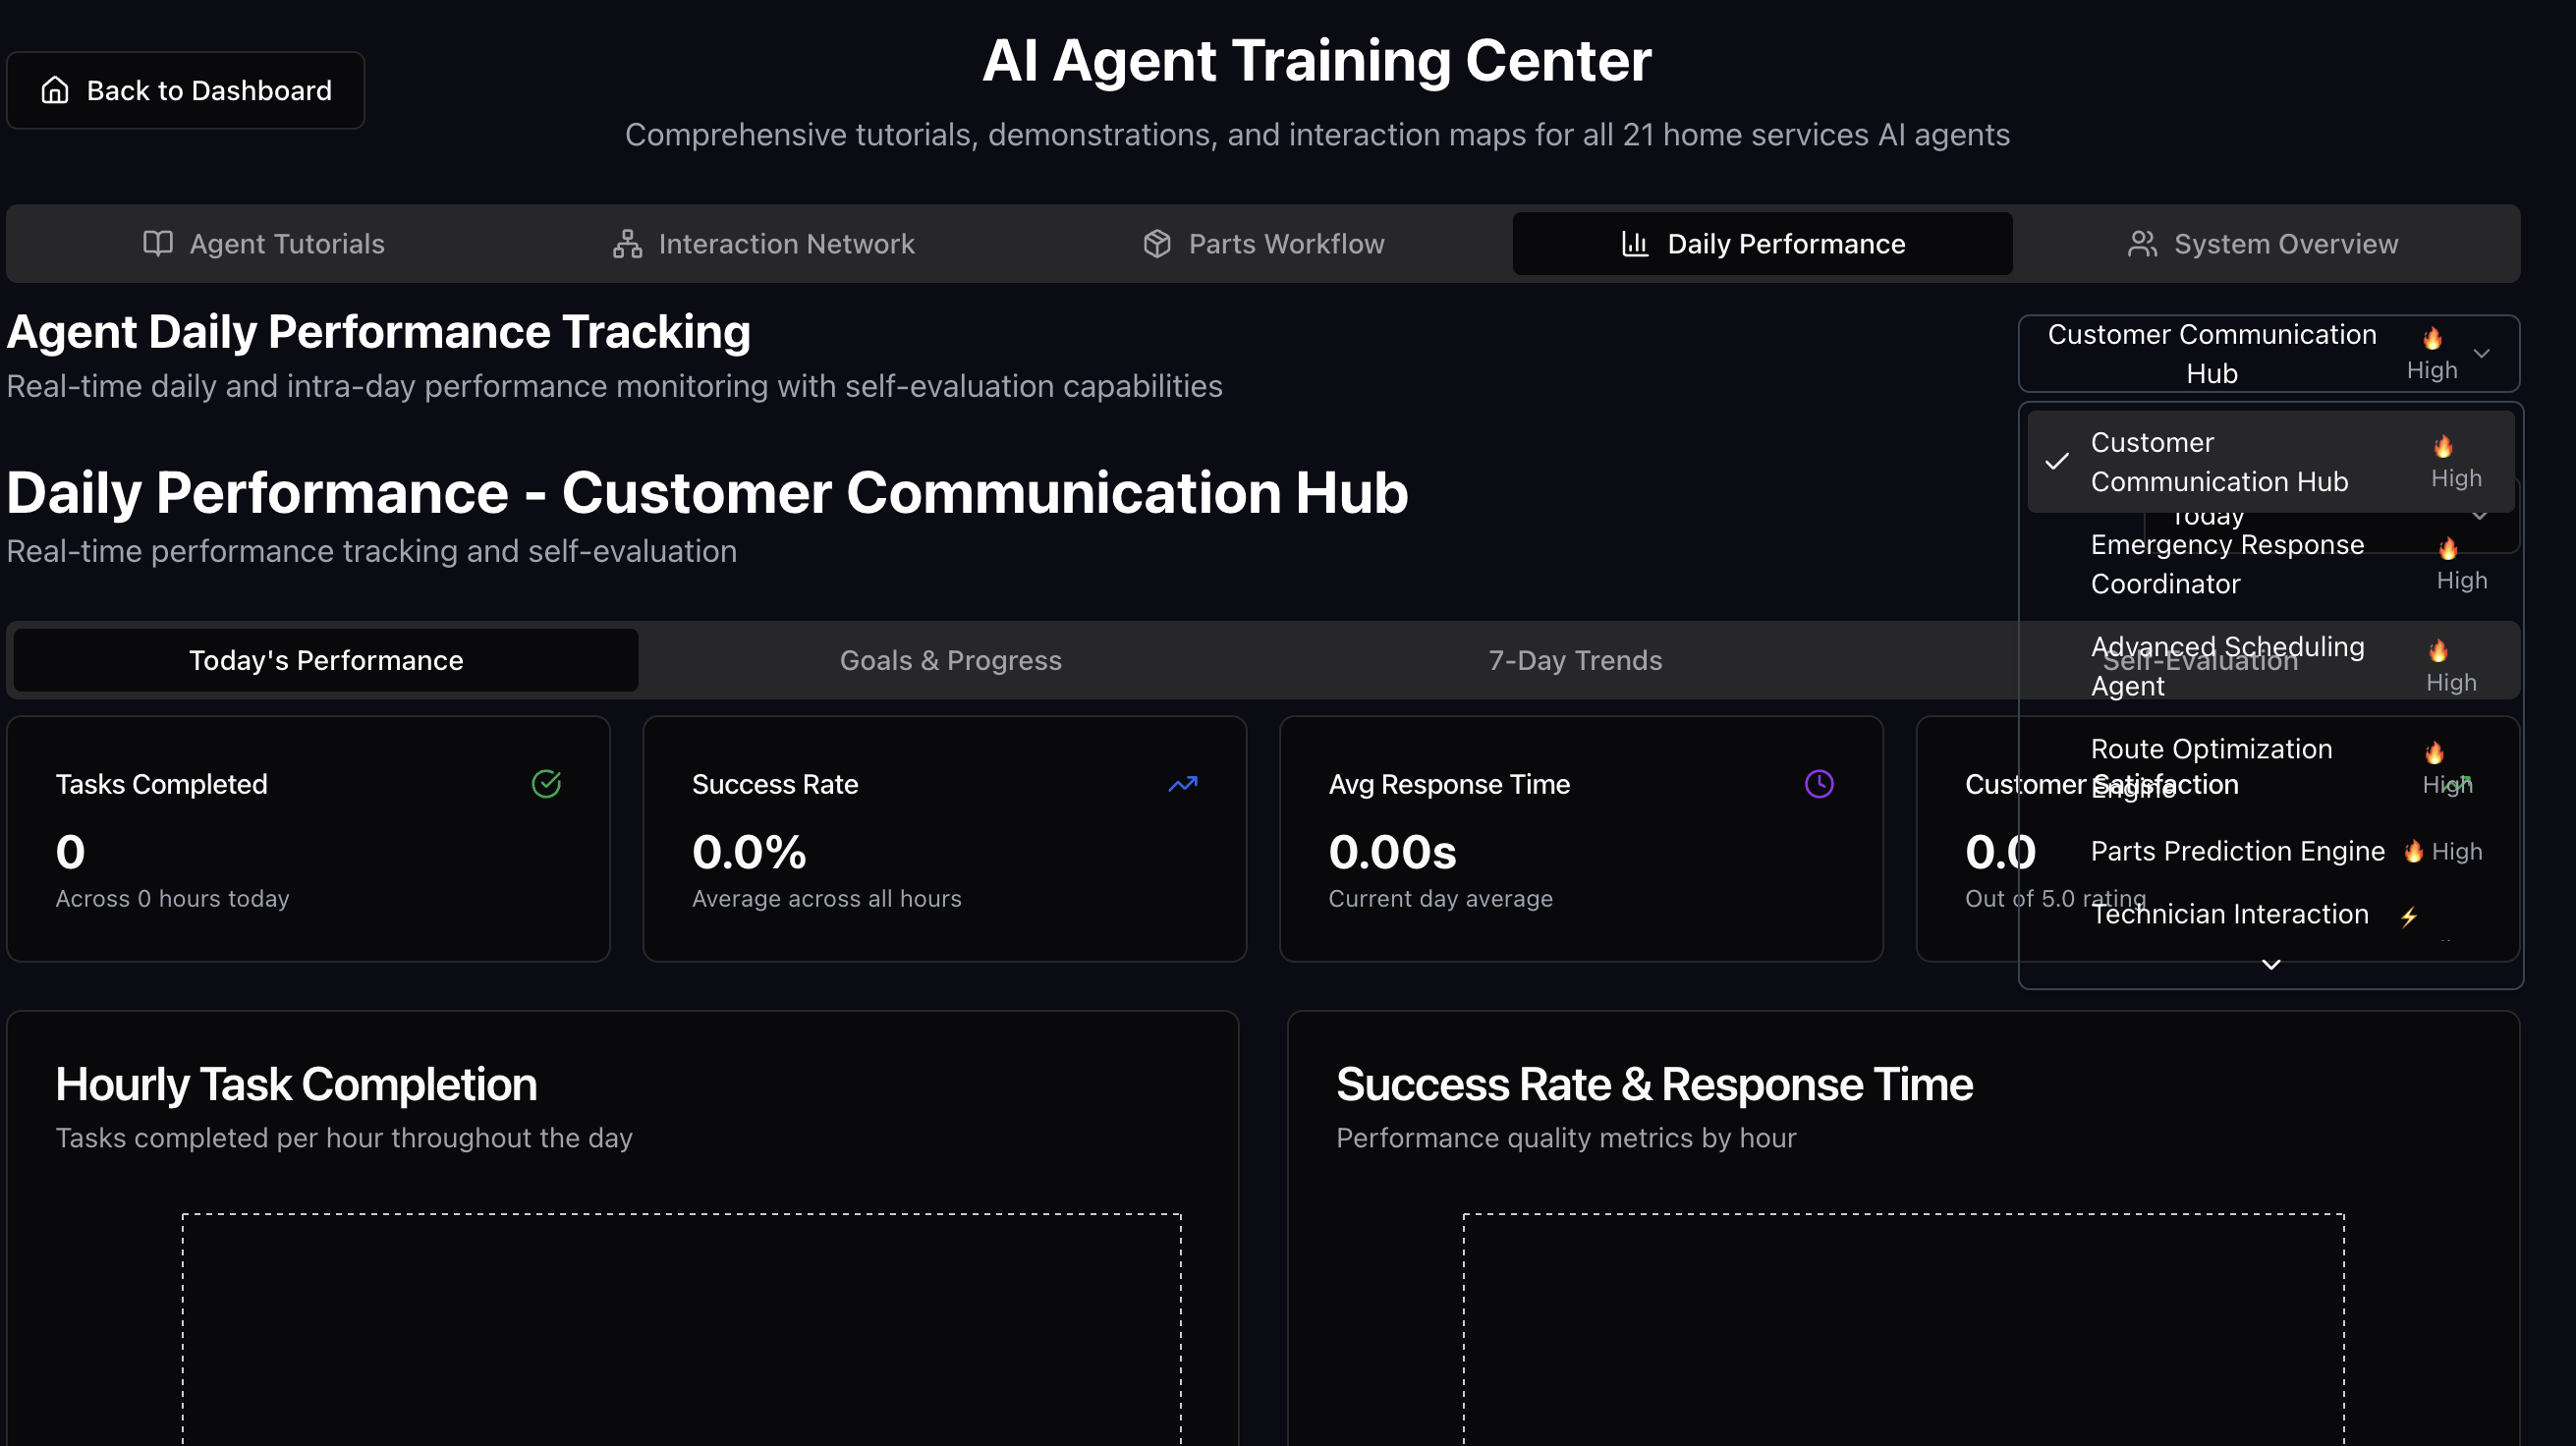 Back to Dashboard
AI Agent Training Center
Comprehensive tutorials, demonstrations, and interaction maps for all 21 home services AI agents
Agent Tutorials
Interaction Network
Parts Workflow
Daily Performance
System Overview
Agent Daily Performance Tracking
Real-time daily and intra-day performance monitoring with self-evaluation capabilities
Customer Communication
Hub
🔥
High
Daily Performance - Customer Communication Hub
Real-time performance tracking and self-evaluation
Customer
Communication Hub
🔥
High
Today
Emergency Response
Coordinator
🔥
High
Advanced Scheduling
Agent
🔥
High
Route Optimization
Engine
🔥
High
Parts Prediction Engine 🔥 High
Technician Interaction ⚡
Today's Performance
Goals & Progress
7-Day Trends
Self-Evaluation
Tasks Completed
0
Across 0 hours today
Success Rate
0.0%
Average across all hours
Avg Response Time
0.00s
Current day average
Customer Satisfaction
0.0
Out of 5.0 rating
Hourly Task Completion
Tasks completed per hour throughout the day
Success Rate & Response Time
Performance quality metrics by hour